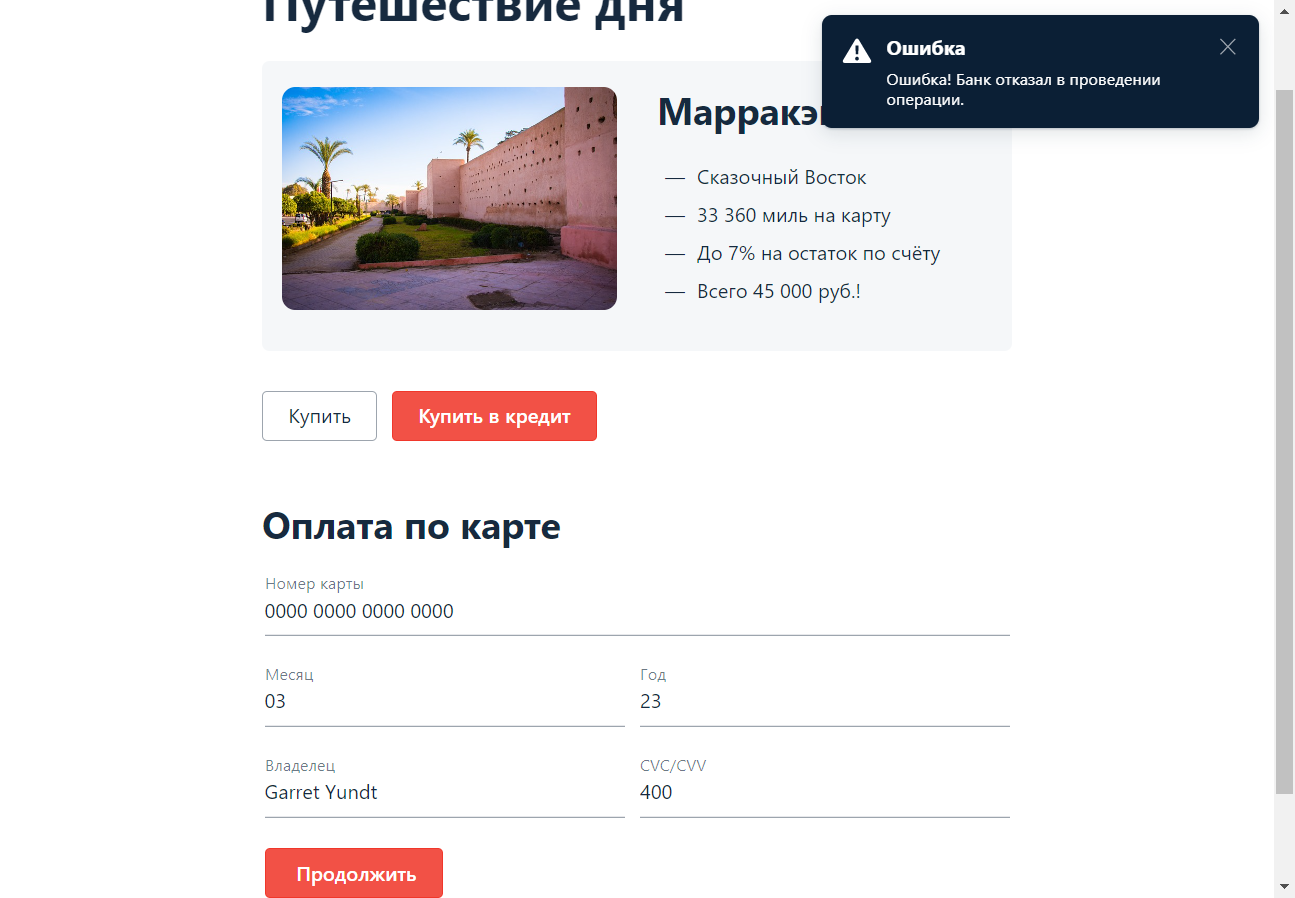 Путешествие дня
Ошибка
Ошибка! Банк отказал в проведении
операции.
— Сказочный Восток
— 33 360 миль на карту
— До 7% на остаток по счёту
— Всего 45 000 руб.!
Купить
Купить в кредит
Оплата по карте
Номер карты
0000 0000 0000 0000
Месяц
Год
03
23
Владелец
CVC/CVV
Garret Yundt
400
Продолжить